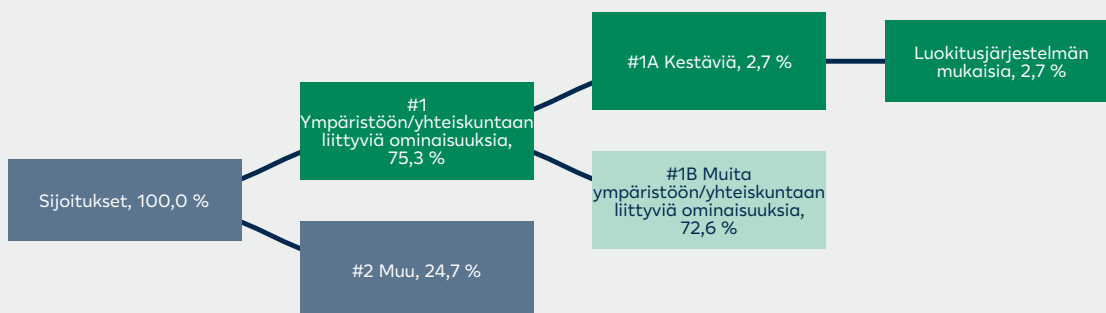 Sijoitukset, 100,0 %
#1
Ympäristöön/yhteiskuntaan
liittyviä ominaisuuksia,
75,3 %
#2 Muu, 24,7 %
#1A Kestäviä, 2,7 %
#1B Muita
ympäristöön/yhteiskuntaan
liittyviä ominaisuuksia,
72,6 %
Luokitusjärjestelmän
mukaisia, 2,7 %